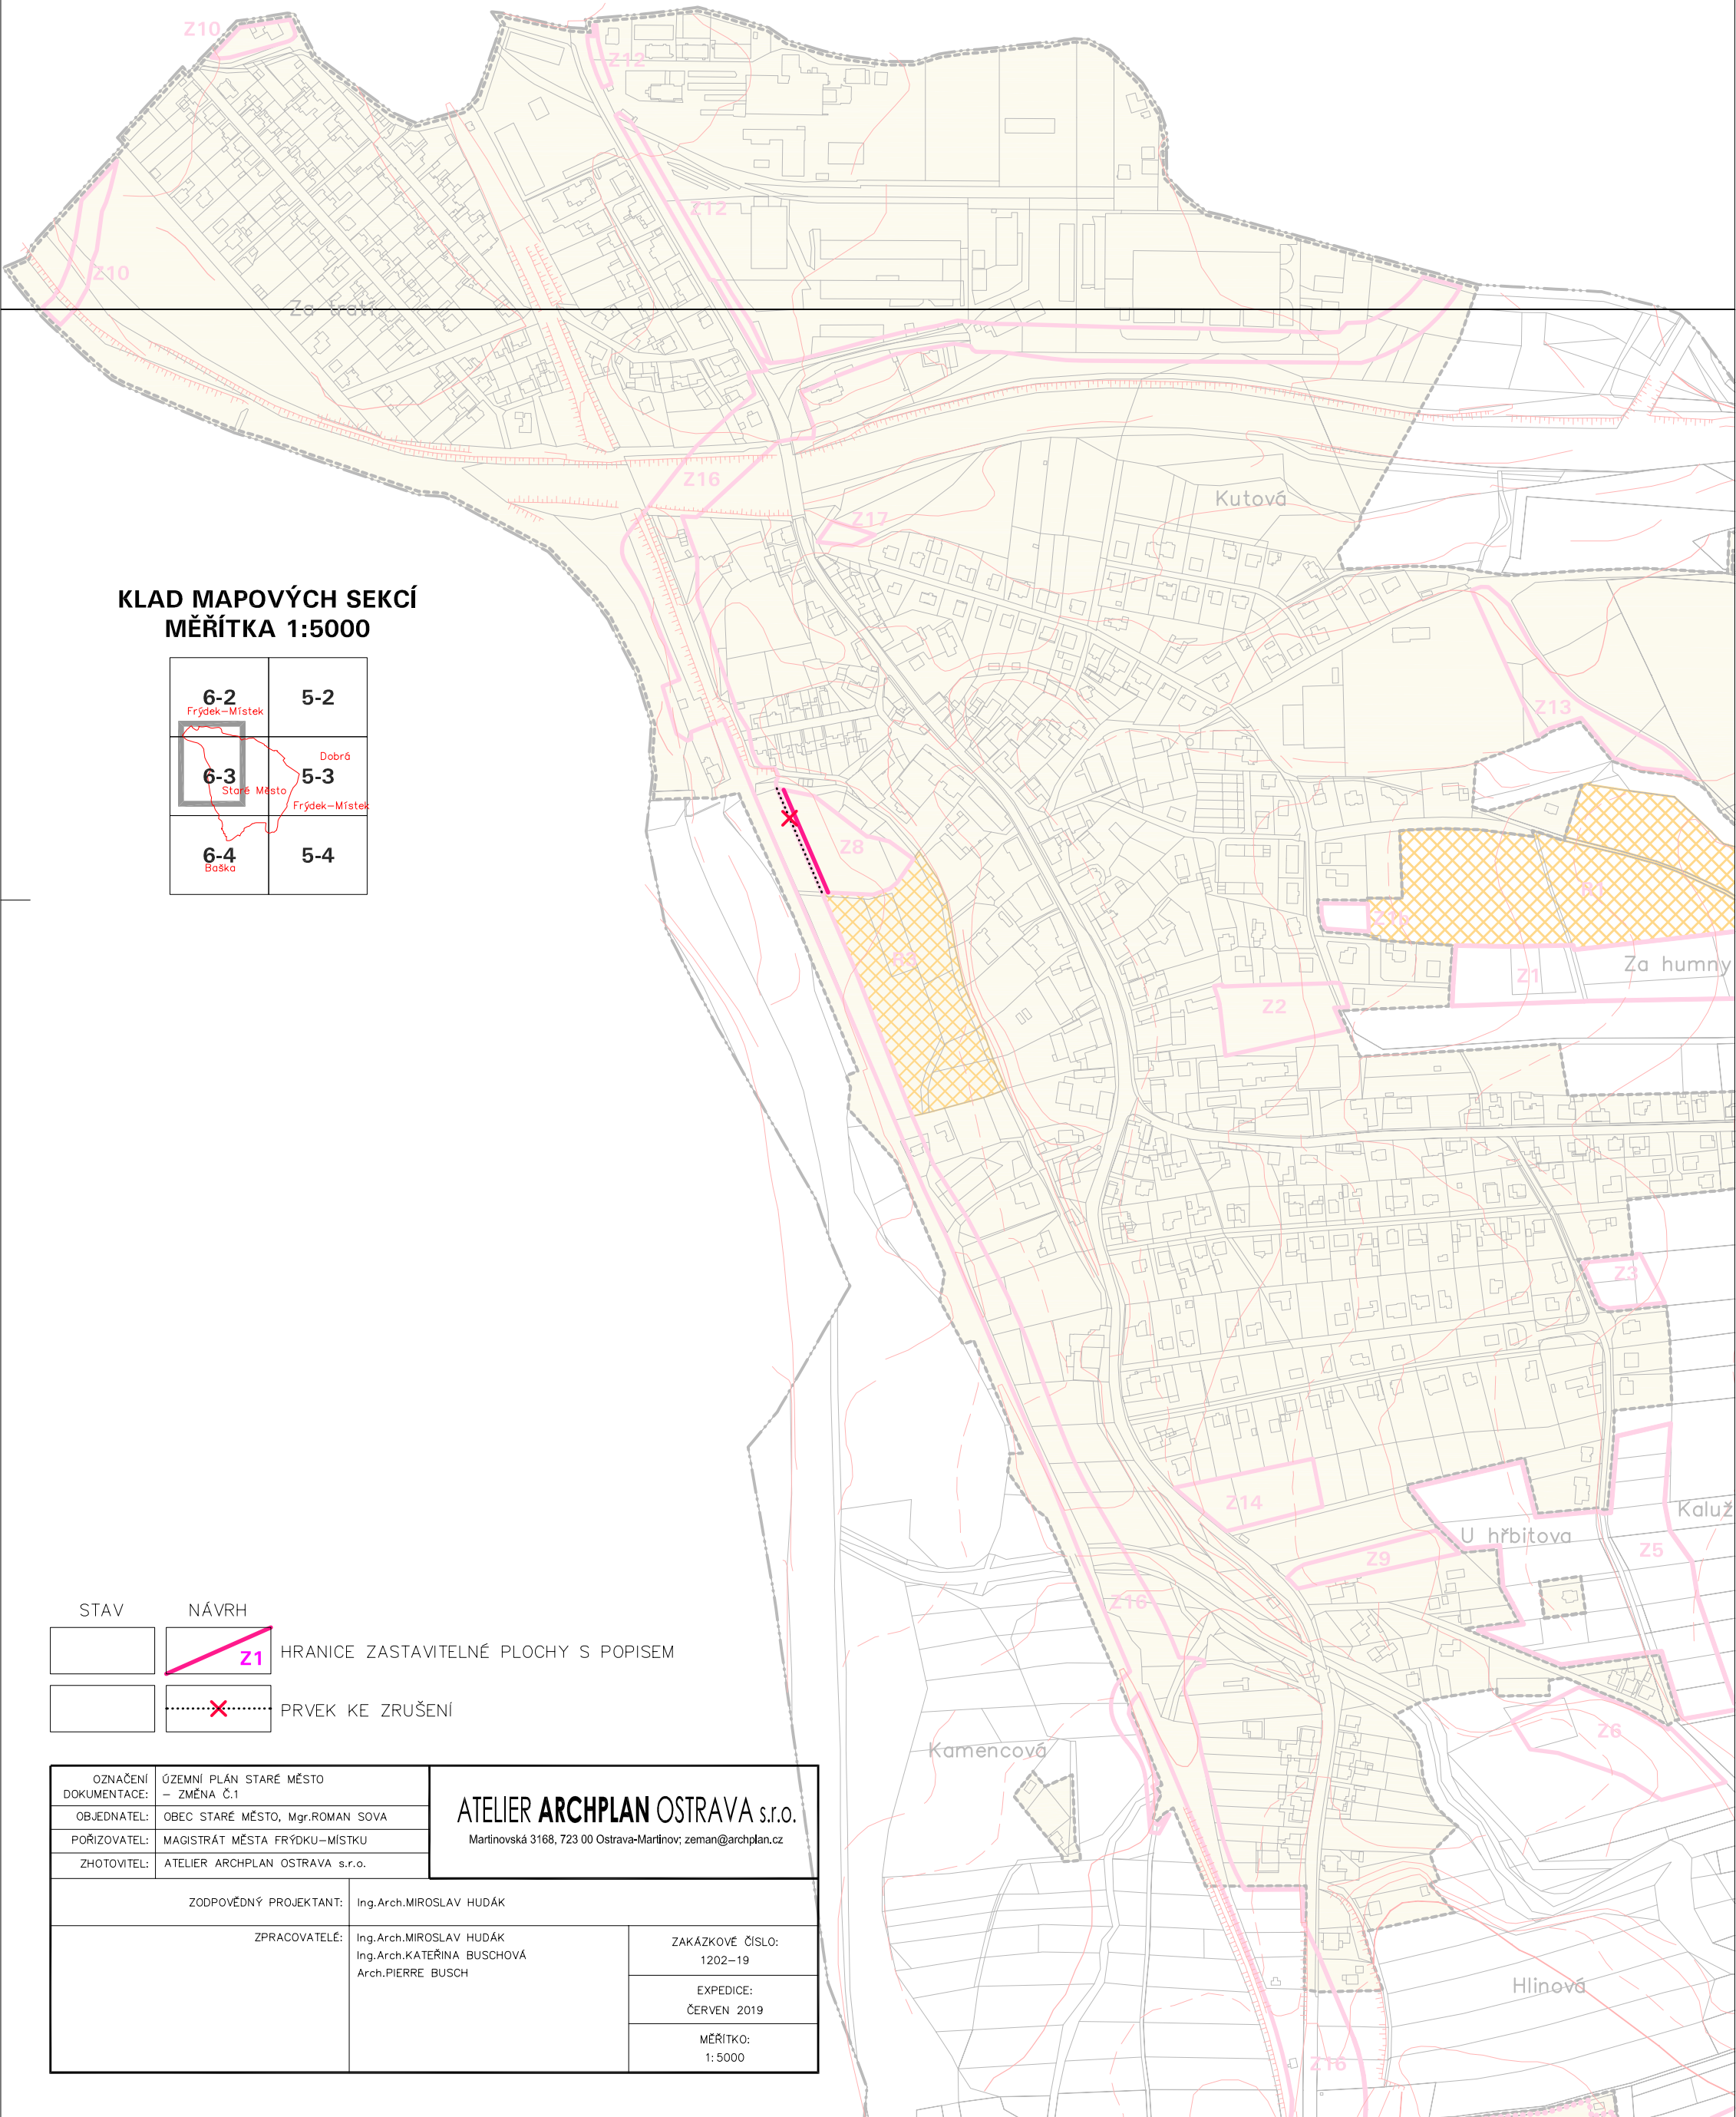 Z10
Z12
Z12
Z10
Za tratí
Z16
Z17
Kutová
KLAD MAPOVÝCH SEKCÍ
MĚŘÍTKA 1:5000
6-2
5-2
Frýdek-Místek
Dobrá
6-3
5-3
Staré Město
Frýdek-Místek
6-4
5-4
Baška
Z13
Z8
R1
R3
Z1
Za humny
Z2
Z3
Z14
Kaluž
U hřbitova
Z9
Z5
Z16
Z6
Kamencová
Hlinová
Z16
STAV
NÁVRH
Z1
HRANICE ZASTAVITELNÉ PLOCHY S POPISEM
PRVEK KE ZRUŠENÍ
OZNAČENÍ DOKUMENTACE:
ÚZEMNÍ PLÁN STARÉ MĚSTO
– ZMĚNA Č.1
OBJEDNATEL:
OBEC STARÉ MĚSTO, Mgr.ROMAN SOVA
POŘIZOVATEL:
MAGISTRÁT MĚSTA FRÝDKU-MÍSTKU
ZHOTOVITEL:
ATELIER ARCHPLAN OSTRAVA s.r.o.
ATELIER ARCHPLAN OSTRAVA s.r.o.
Martinovská 3168, 723 00 Ostrava-Martinov; zeman@archplan.cz
ZODPOVĚDNÝ PROJEKTANT:
Ing.Arch.MIROSLAV HUDÁK
ZPRACOVATELÉ:
Ing.Arch.MIROSLAV HUDÁK
Ing.Arch.KATEŘINA BUSCHOVÁ
Arch.PIERRE BUSCH
ZAKÁZKOVÉ ČÍSLO:
1202-19
EXPEDICE:
ČERVEN 2019
MĚŘÍTKO:
1:5000